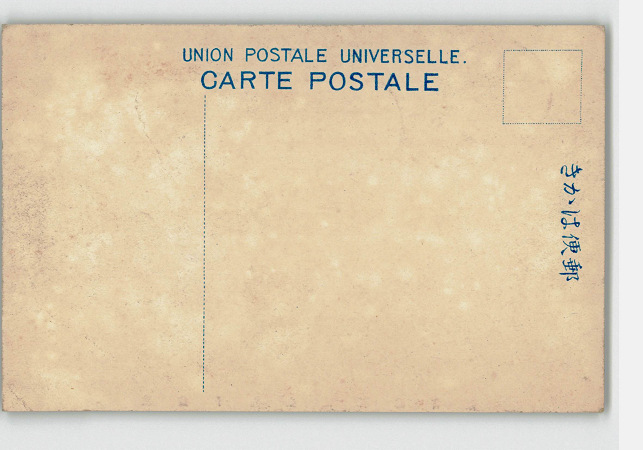 UNION POSTALE UNIVERSELLE.
CARTE POSTALE
郵便はがき